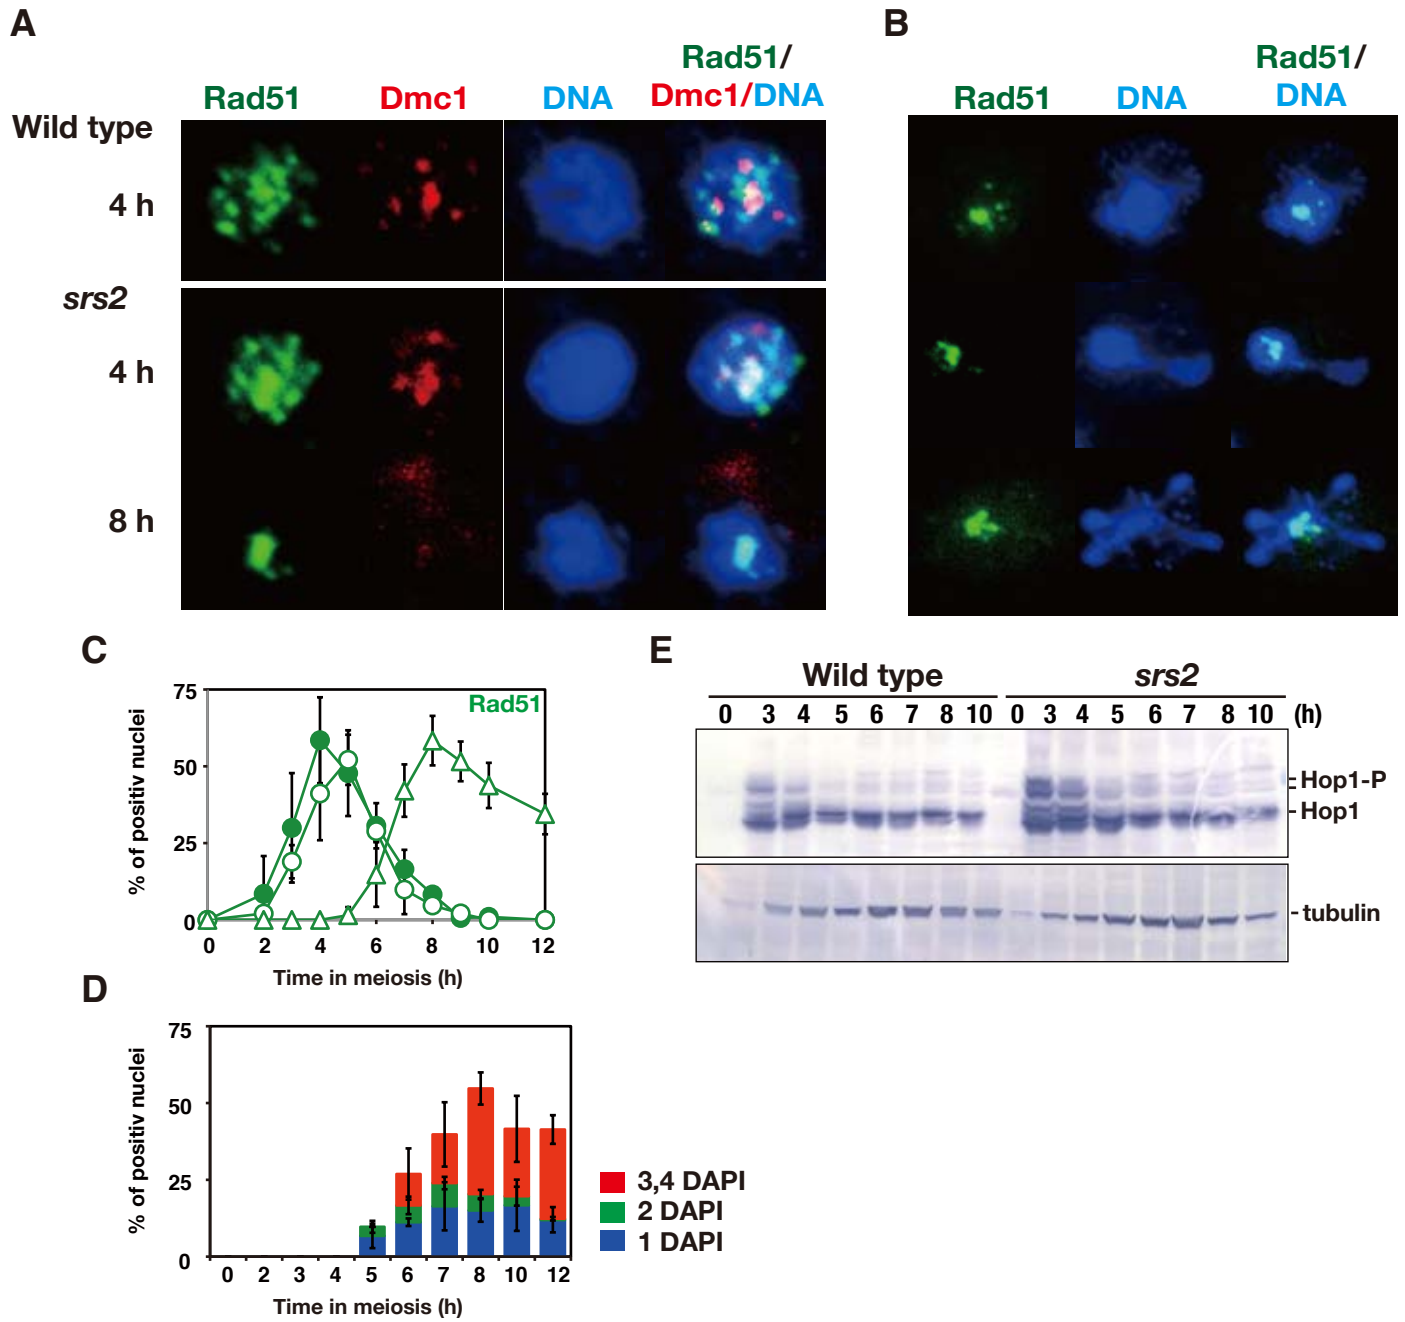 A
Rad51
Dmc1
DNA
Rad51/
Dmc1/DNA
Wild type
4 h
srs2
4 h
8 h
B
Rad51
DNA
Rad51/
DNA
C
% of positiv nuclei
75
50
25
0
Rad51
0 2 4 6 8 10 12
Time in meiosis (h)
D
% of positiv nuclei
75
50
25
0
0 2 3 4 5 6 7 8 10 12
Time in meiosis (h)
3,4 DAPI
2 DAPI
1 DAPI
E
Wild type srs2
0 3 4 5 6 7 8 10 0 3 4 5 6 7 8 10 (h)
Hop1-P
Hop1
tubulin